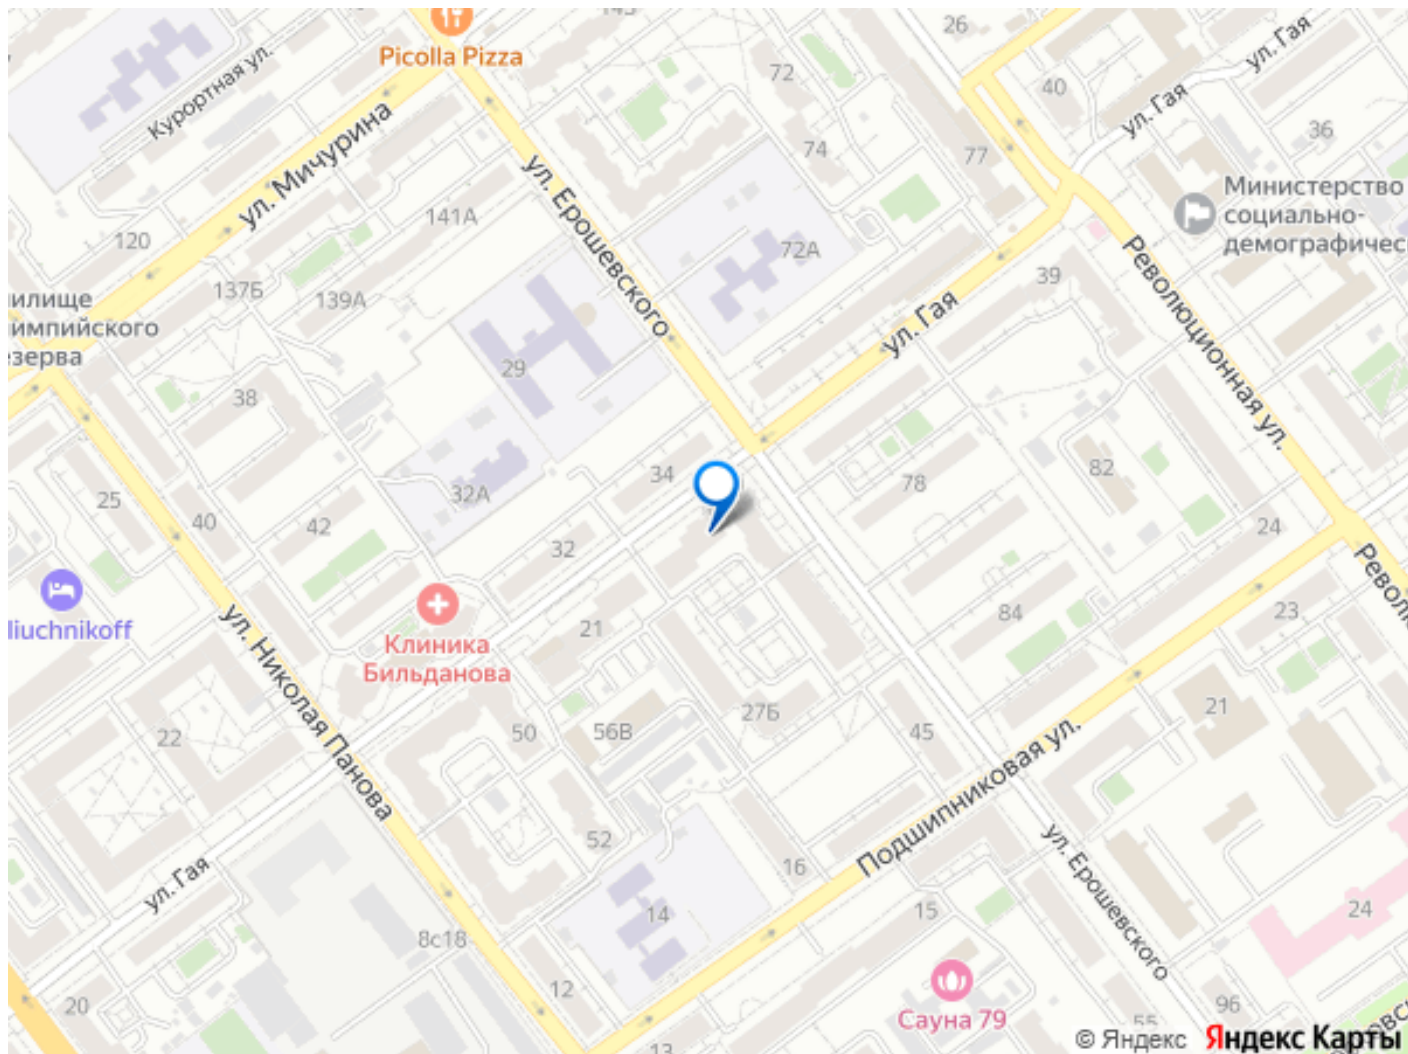 26
ул. Гая
Picolla Pizza
Курортная ул.
72
40
ул. Гая
36
ул. Мичурина
74
77
ул. Ерошевского
Министерство
социально-
демографичес
141А
120
72А
Революционная ул.
39
137Б
139А
илище
импийского
езерва
ул. Гая
29
38
34
82
78
32А
25
40
42
24
32
Револ
liuchnikoff
Клиника
Бильданова
21
84
23
ул. Николая Панова
22
50
56В
27Б
45
21
Подшипниковая ул.
52
16
ул. Гая
ул. Ерошевского
14
15
24
8с18
12
20
Сауна 79
96
55
13
© Яндекс Яндекс Карты